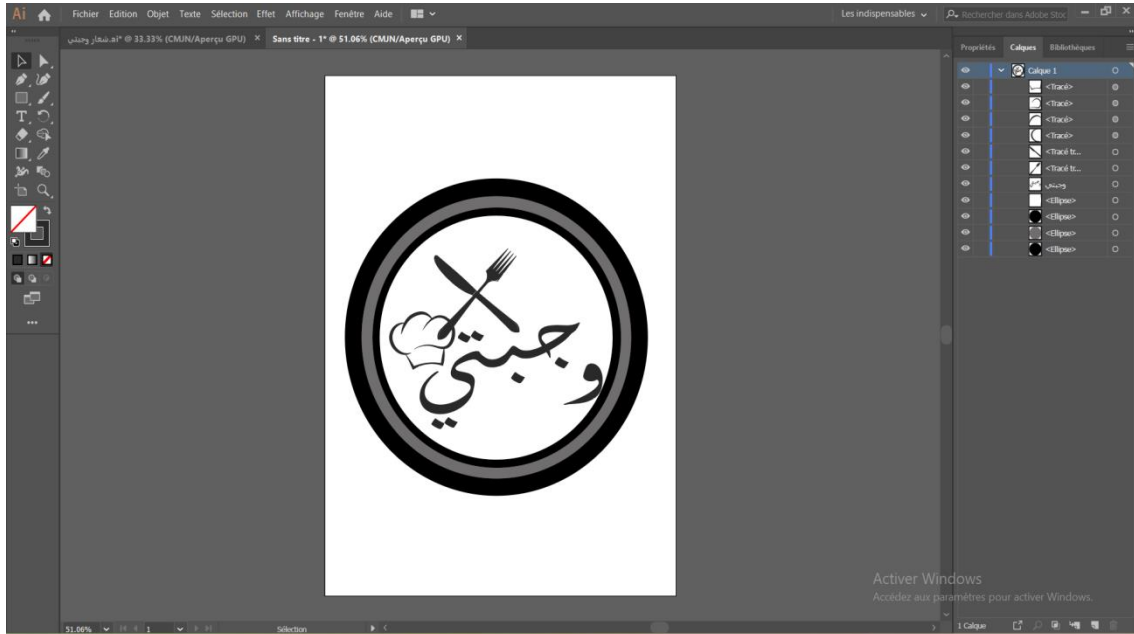 Ai Fichier Edition Objet Texte Sélection Effet Affichage Fenêtre Aide Les indispensables Rechercher dans Adobe Stock
شعار وجبتي.ai* @ 33.33% (CMJN/Aperçu GPU) × Sans titre - 1* @ 51.06% (CMJN/Aperçu GPU) ×
Propriétés Calques Bibliothèques
Calque 1
<Tracé>
<Tracé>
<Tracé>
<Tracé>
<Tracé tr...
<Tracé tr...
وجبتي
<Ellipse>
<Ellipse>
<Ellipse>
<Ellipse>
وجبتي
Activer Windows
Accédez aux paramètres pour activer Windows.
51.06% 1 Sélection 1 Calque